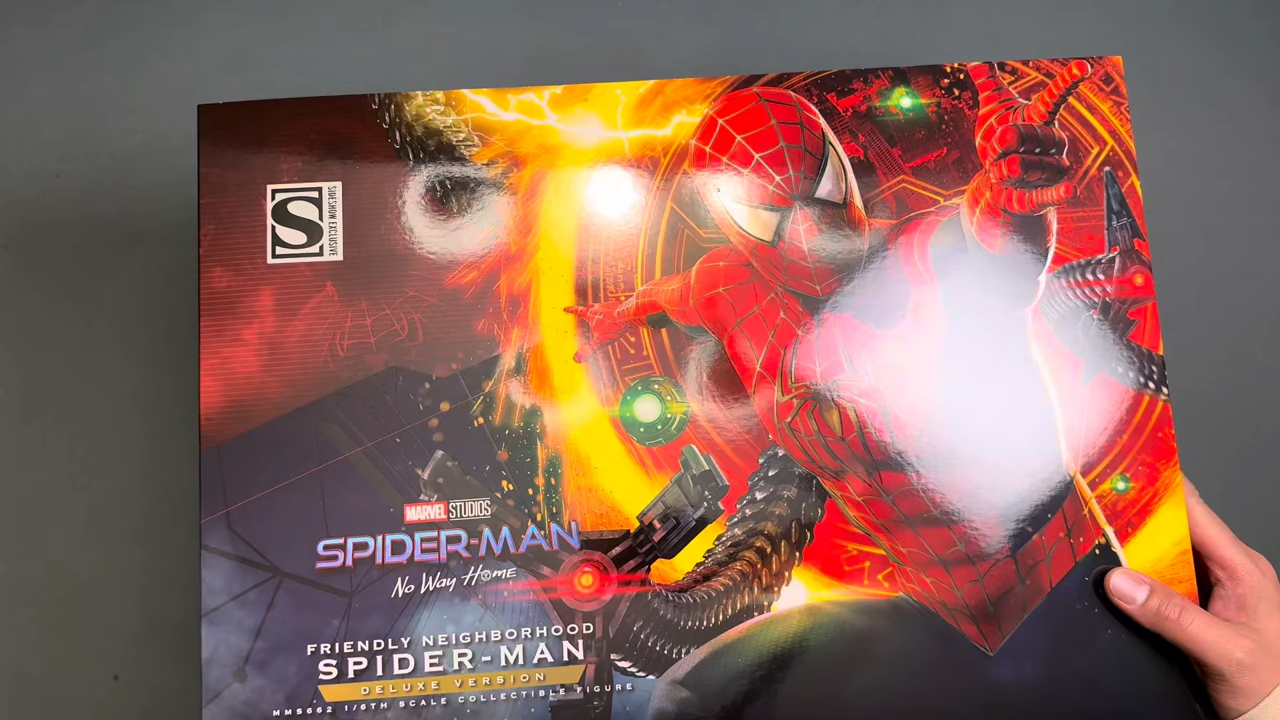 S
SIDESHOW EXCLUSIVE
MARVEL STUDIOS
SPIDER-MAN
No Way Home
FRIENDLY NEIGHBORHOOD
SPIDER-MAN
DELUXE VERSION
MMS662 1/6TH SCALE COLLECTIBLE FIGURE